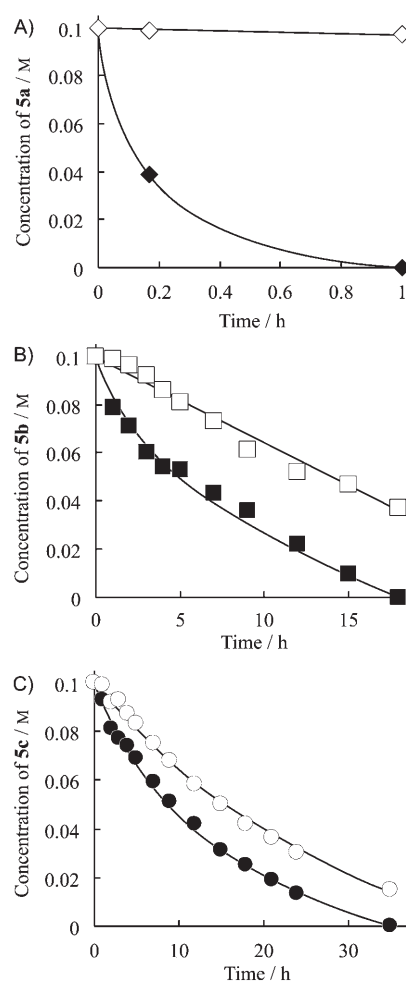 A)
0.1
0.08
0.06
0.04
0.02
0
Concentration of 5a / M
0 0.2 0.4 0.6 0.8 1
Time / h
B)
0.1
0.08
0.06
0.04
0.02
0
Concentration of 5b / M
0 5 10 15
Time / h
C)
0.1
0.08
0.06
0.04
0.02
0
Concentration of 5c / M
0 10 20 30
Time / h